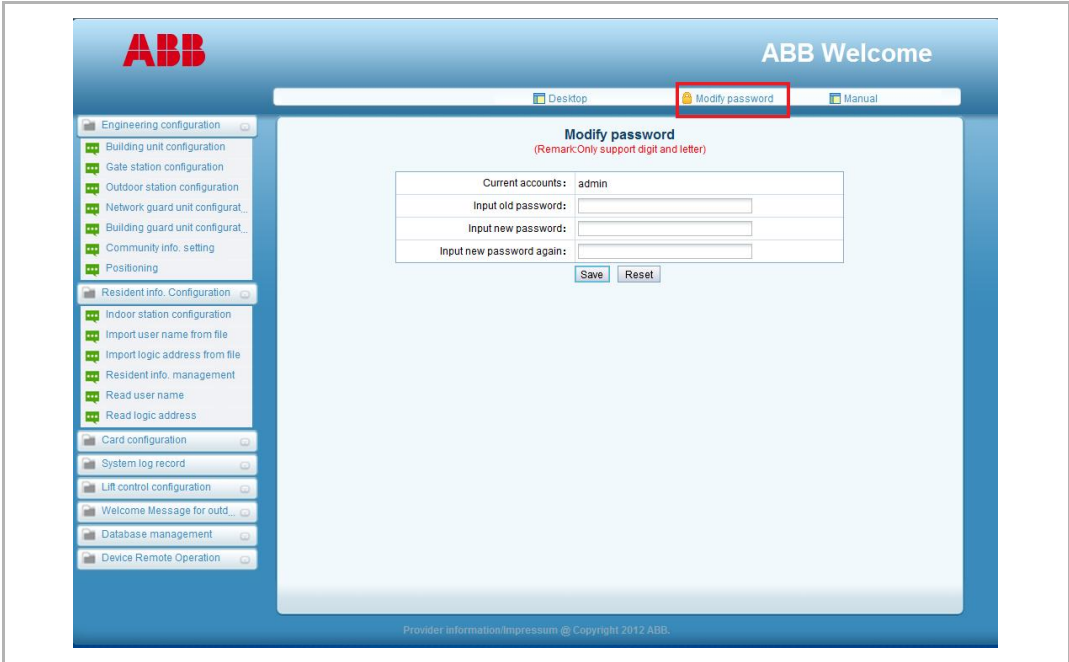 ABB
ABB Welcome
Desktop
Modify password
Manual
Engineering configuration
Building unit configuration
Gate station configuration
Outdoor station configuration
Network guard unit configurat...
Building guard unit configurat...
Community info. setting
Positioning
Resident info. Configuration
Indoor station configuration
Import user name from file
Import logic address from file
Resident info. management
Read user name
Read logic address
Card configuration
System log record
Lift control configuration
Welcome Message for outd...
Database management
Device Remote Operation
Modify password
(Remark:Only support digit and letter)
Current accounts: admin
Input old password:
Input new password:
Input new password again:
Save Reset
Provider information/Impressum @ Copyright 2012 ABB.